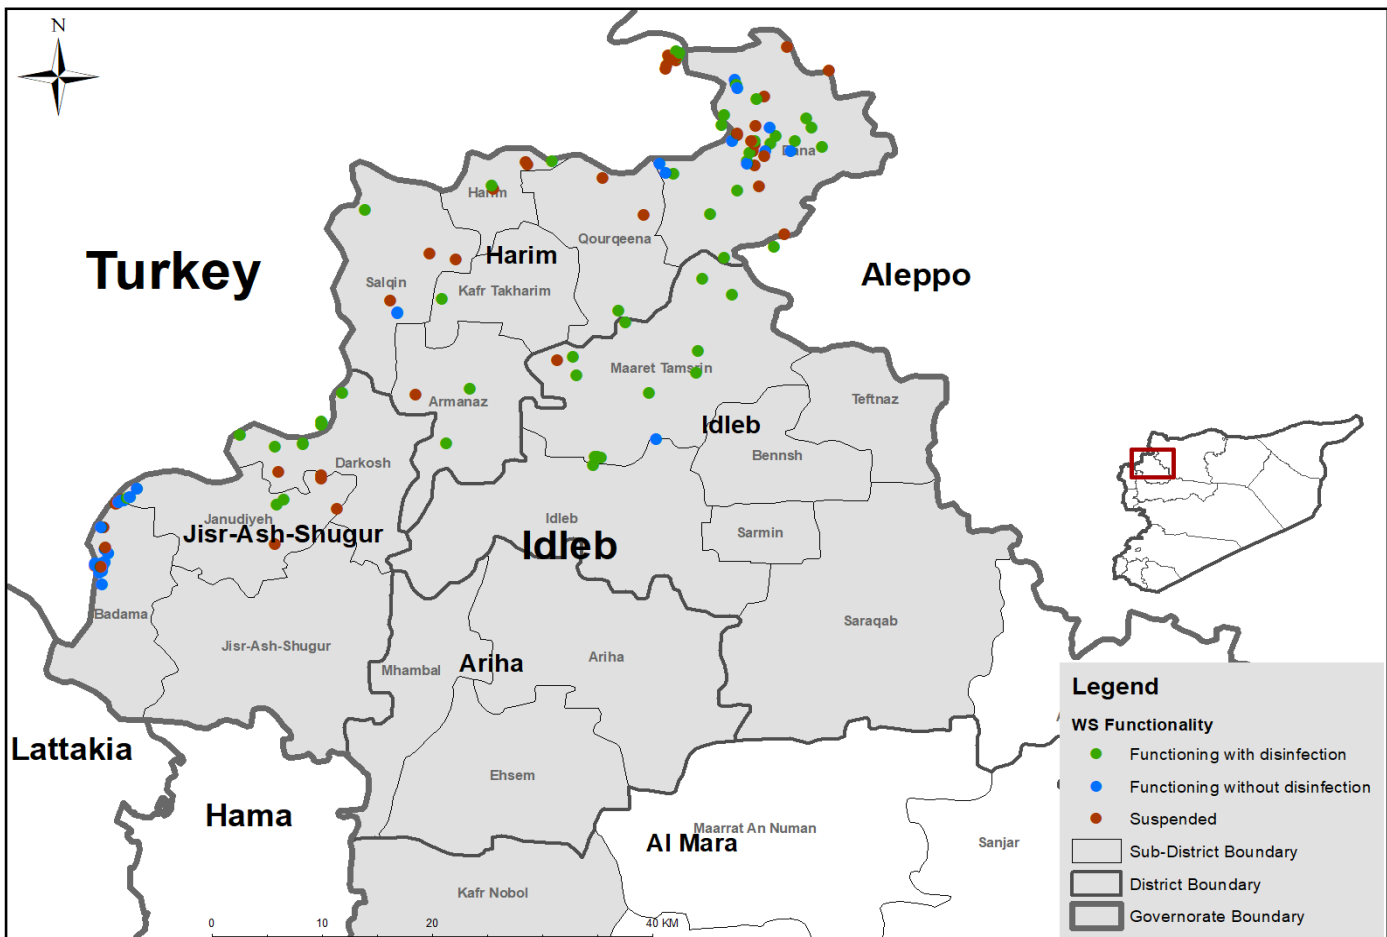 N
Dana
Harim
Turkey
Harim
Qourqeena
Aleppo
Salqin
Kafr Takharim
Maaret Tamsrin
Armanaz
Teftnaz
Idleb
Bennsh
Darkosh
Janudiyeh
Jisr-Ash-Shugur
Idleb
Idleb
Sarmin
Badama
Saraqab
Jisr-Ash-Shugur
Mhambal
Ariha
Ariha
Lattakia
Ehsem
Hama
Al Mara
Maarrat An Numan
Sanjar
Kafr Nobol
0 10 20 40 KM
Legend
WS Functionality
Functioning with disinfection
Functioning without disinfection
Suspended
Sub-District Boundary
District Boundary
Governorate Boundary